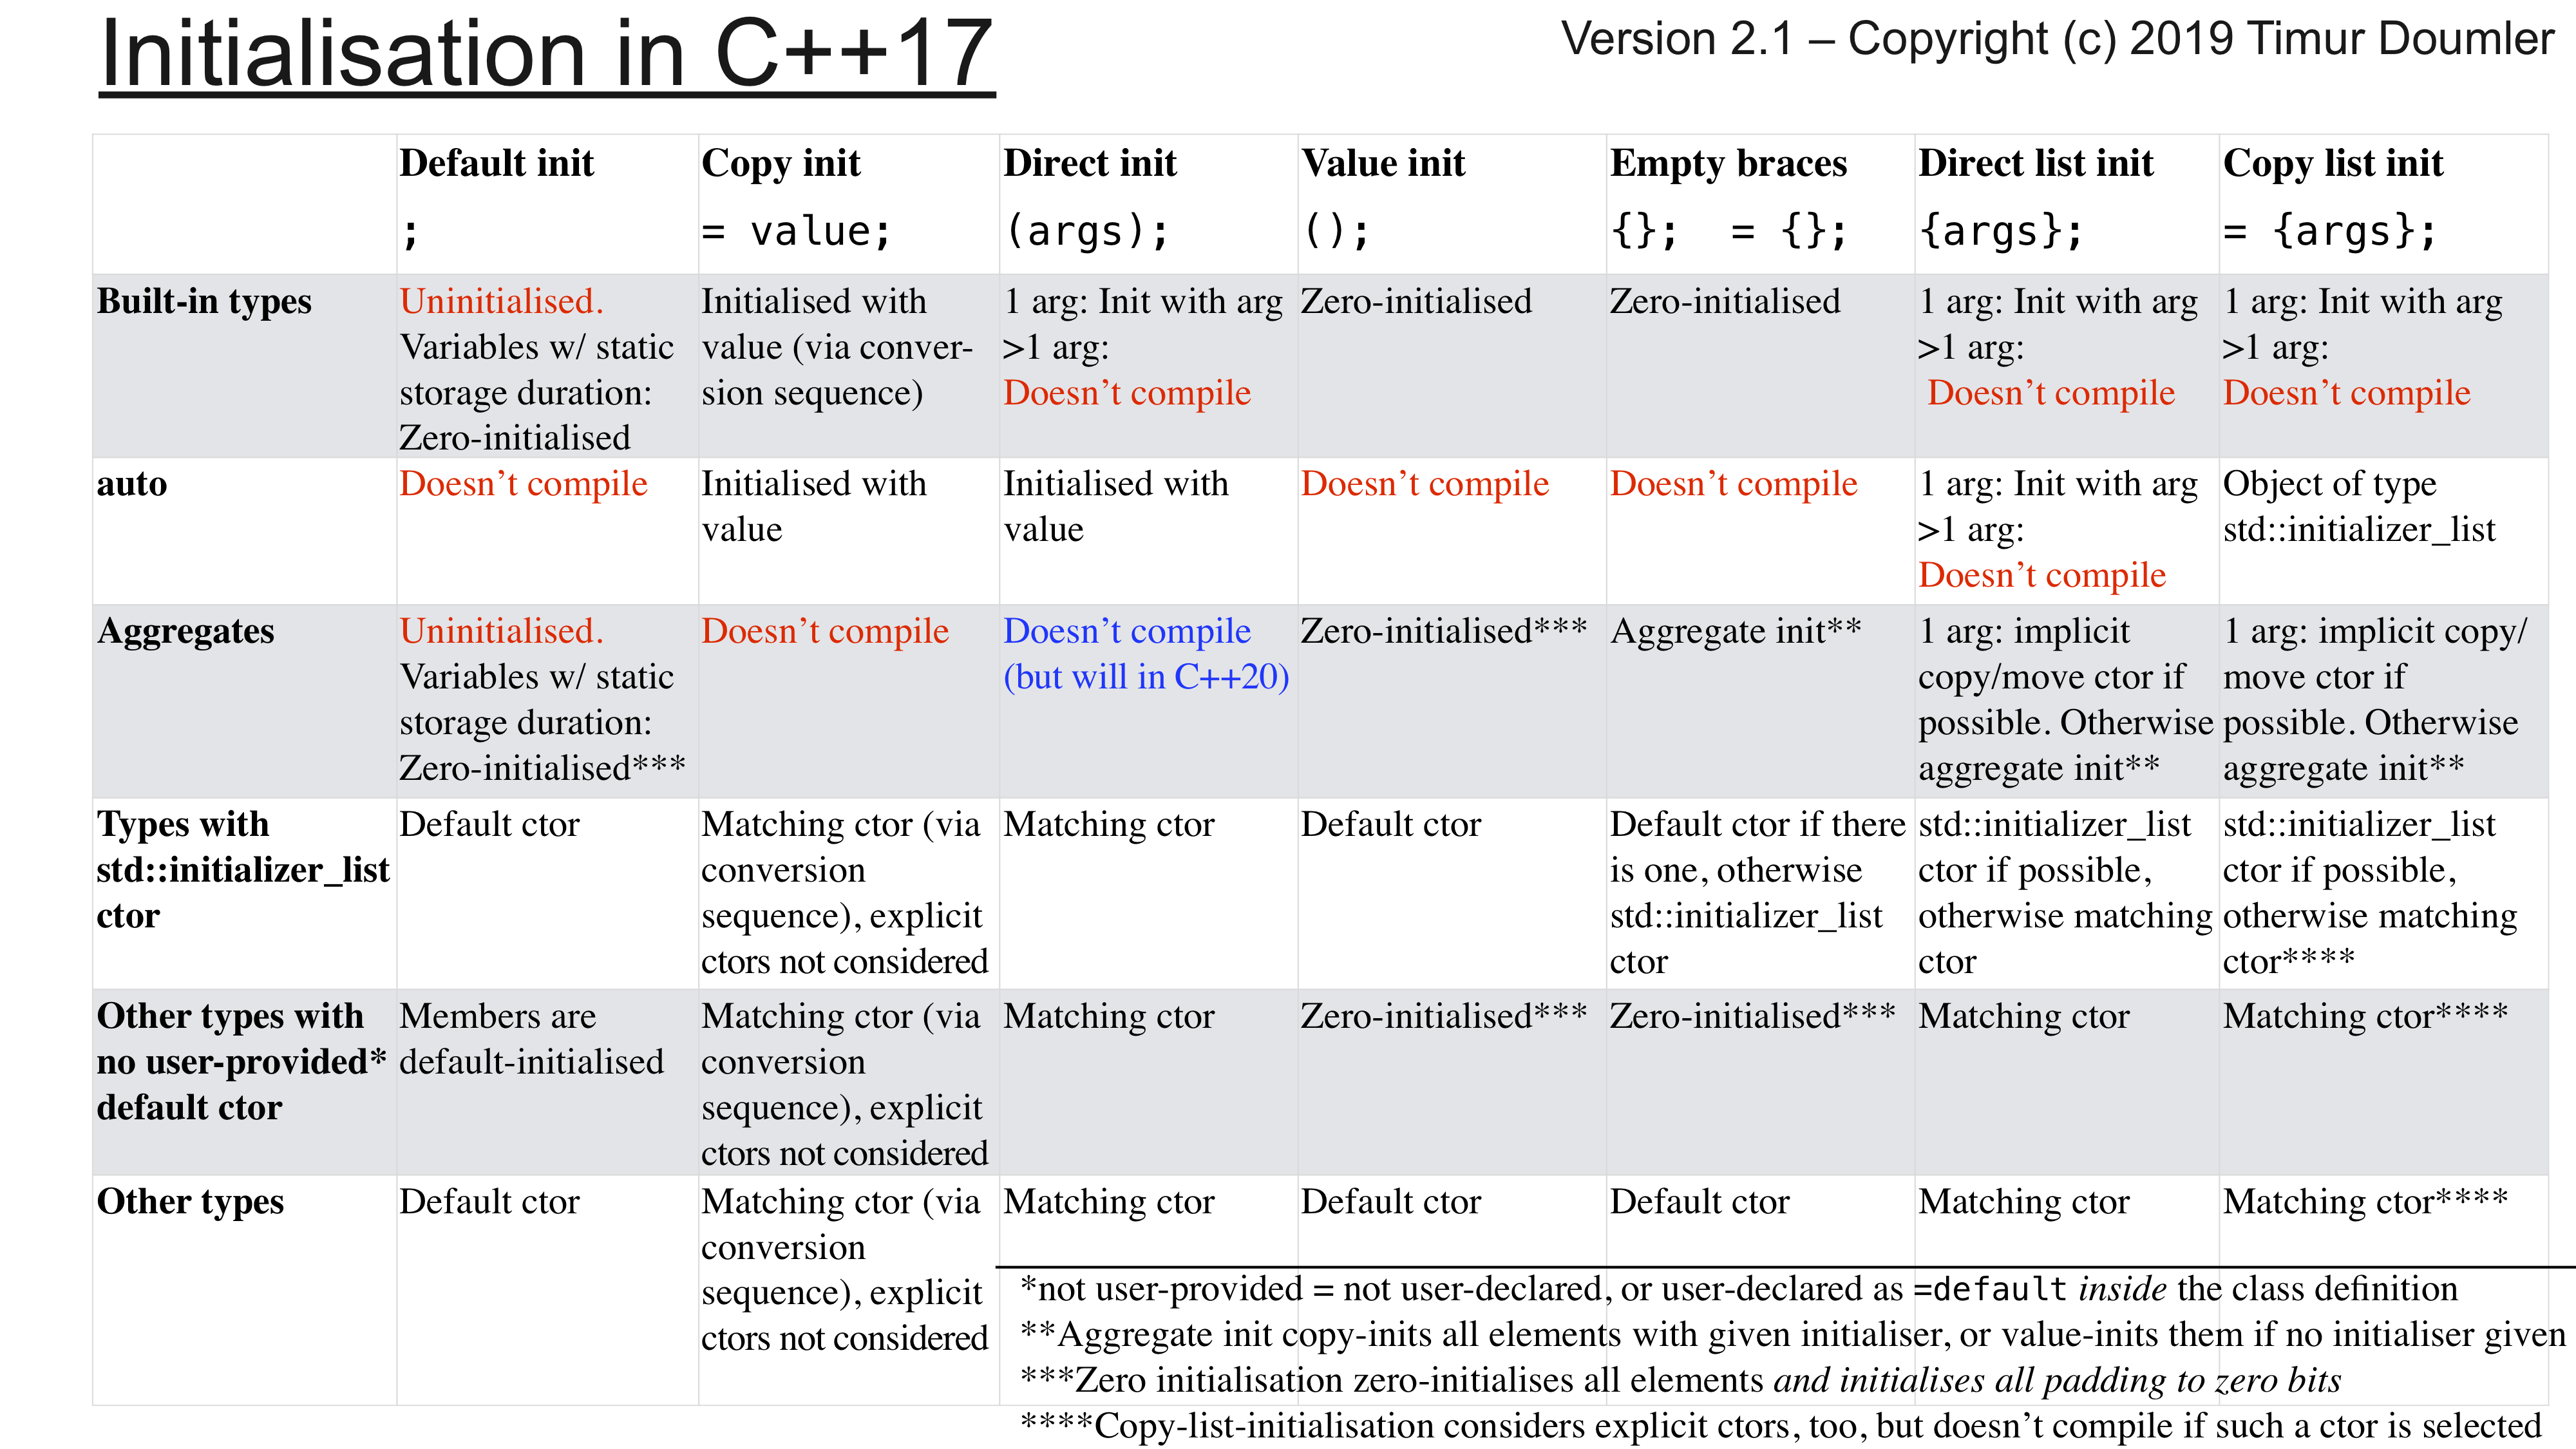 Initialisation in C++17
Version 2.1 – Copyright (c) 2019 Timur Doumler
Default init
;
Copy init
= value;
Direct init
(args);
Value init
();
Empty braces
{};  = {};
Direct list init
{args};
Copy list init
= {args};
Built-in types
Uninitialised.
Variables w/ static
storage duration:
Zero-initialised
Initialised with
value (via conver-
sion sequence)
1 arg: Init with arg
>1 arg:
Doesn’t compile
Zero-initialised
Zero-initialised
1 arg: Init with arg
>1 arg:
Doesn’t compile
1 arg: Init with arg
>1 arg:
Doesn’t compile
auto
Doesn’t compile
Initialised with
value
Initialised with
value
Doesn’t compile
Doesn’t compile
1 arg: Init with arg
>1 arg:
Doesn’t compile
Object of type
std::initializer_list
Aggregates
Uninitialised.
Variables w/ static
storage duration:
Zero-initialised***
Doesn’t compile
Doesn’t compile
(but will in C++20)
Zero-initialised***
Aggregate init**
1 arg: implicit
copy/move ctor if
possible. Otherwise
aggregate init**
1 arg: implicit copy/
move ctor if
possible. Otherwise
aggregate init**
Types with
std::initializer_list
ctor
Default ctor
Matching ctor (via
conversion
sequence), explicit
ctors not considered
Matching ctor
Default ctor
Default ctor if there
is one, otherwise
std::initializer_list
ctor
std::initializer_list
ctor if possible,
otherwise matching
ctor
std::initializer_list
ctor if possible,
otherwise matching
ctor****
Other types with
no user-provided*
default ctor
Members are
default-initialised
Matching ctor (via
conversion
sequence), explicit
ctors not considered
Matching ctor
Zero-initialised***
Zero-initialised***
Matching ctor
Matching ctor****
Other types
Default ctor
Matching ctor (via
conversion
sequence), explicit
ctors not considered
Matching ctor
Default ctor
Default ctor
Matching ctor
Matching ctor****
*not user-provided = not user-declared, or user-declared as =default inside the class definition
**Aggregate init copy-inits all elements with given initialiser, or value-inits them if no initialiser given
***Zero initialisation zero-initialises all elements and initialises all padding to zero bits
****Copy-list-initialisation considers explicit ctors, too, but doesn’t compile if such a ctor is selected